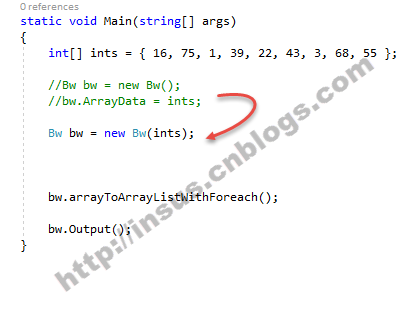 0 references
static void Main(string[] args)
{
int[] ints = { 16, 75, 1, 39, 22, 43, 3, 68, 55 };
//Bw bw = new Bw();
//bw.ArrayData = ints;
Bw bw = new Bw(ints);
bw.arrayToArrayListWithForeach();
bw.Output();
}
http://insus.cnblogs.com